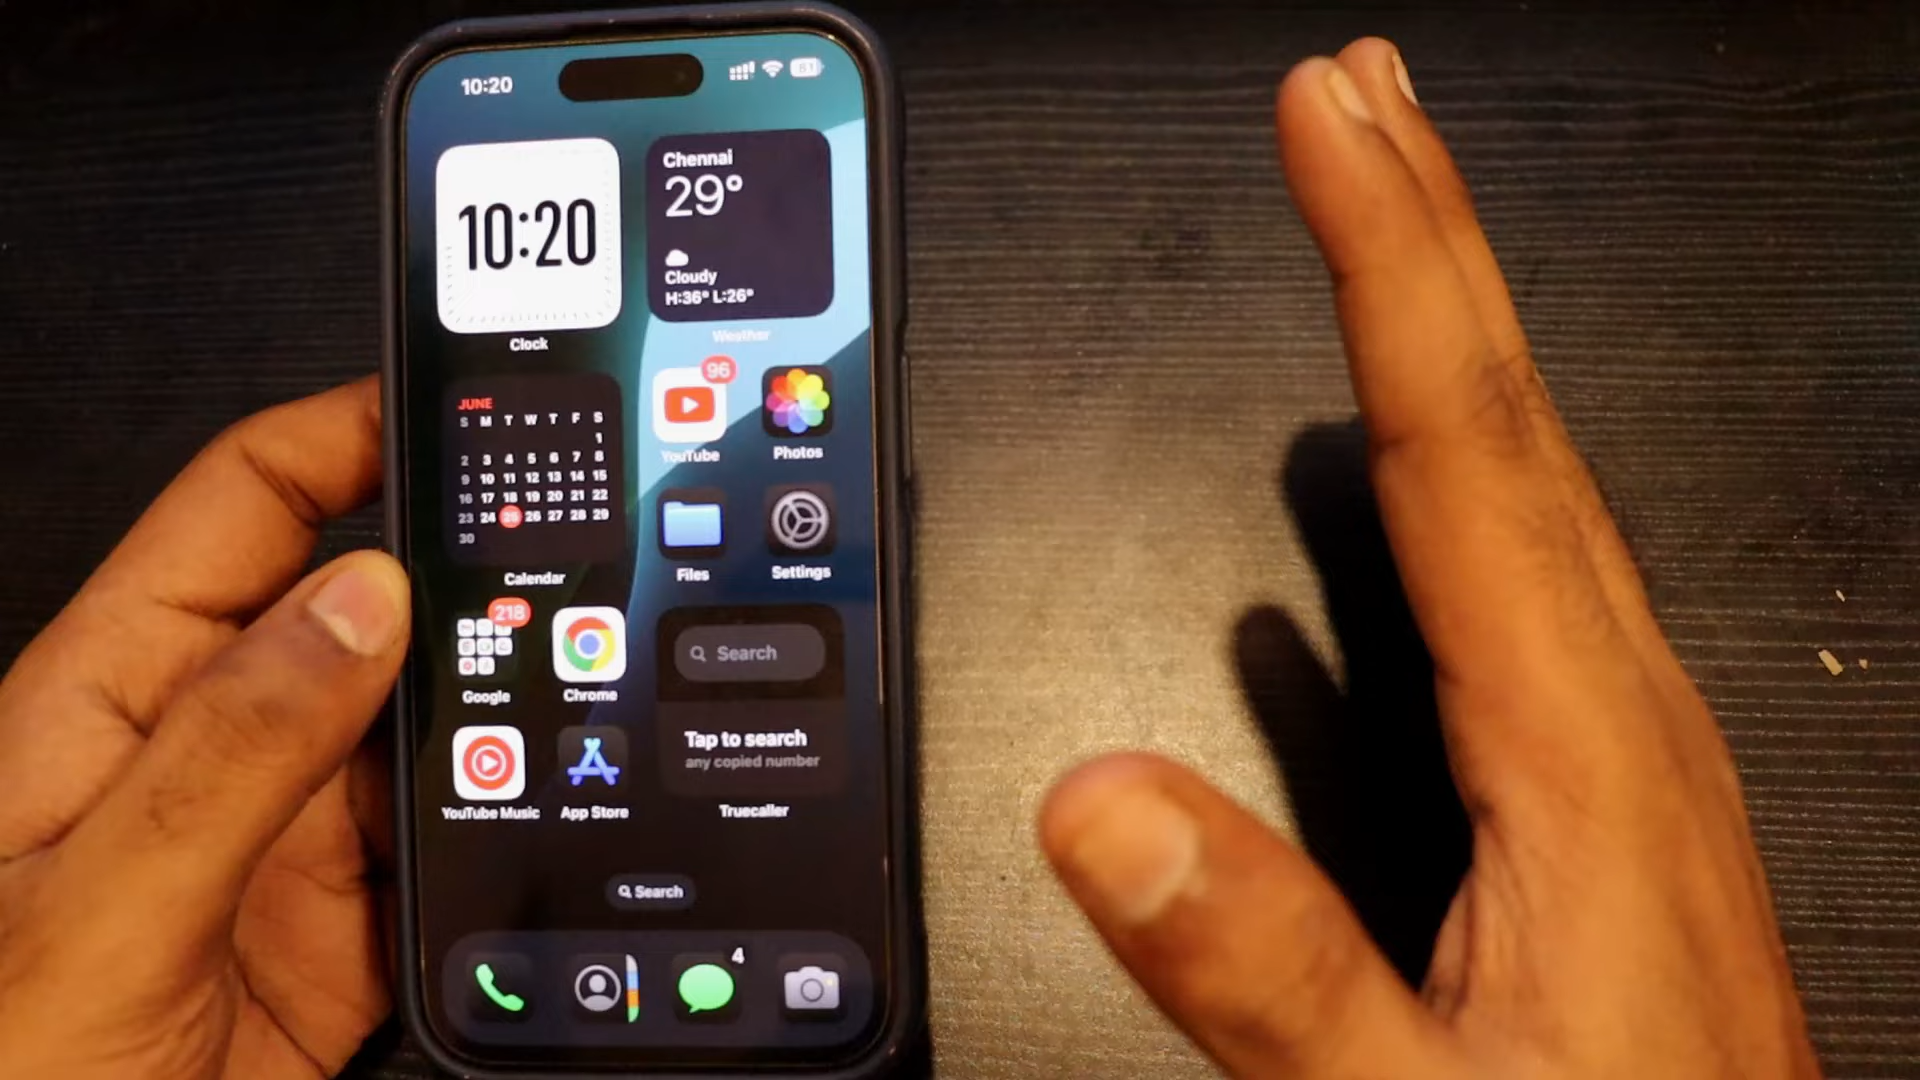 10:20
81
10:20
Clock
Chennai
29°
Cloudy
H:36° L:26°
Weather
JUNE
S M T W T F S
1
2 3 4 5 6 7 8
9 10 11 12 13 14 15
16 17 18 19 20 21 22
23 24 25 26 27 28 29
30
Calendar
96
YouTube
Photos
Files
Settings
218
Google
Chrome
Search
Tap to search
any copied number
YouTube Music
App Store
Truecaller
Search
4